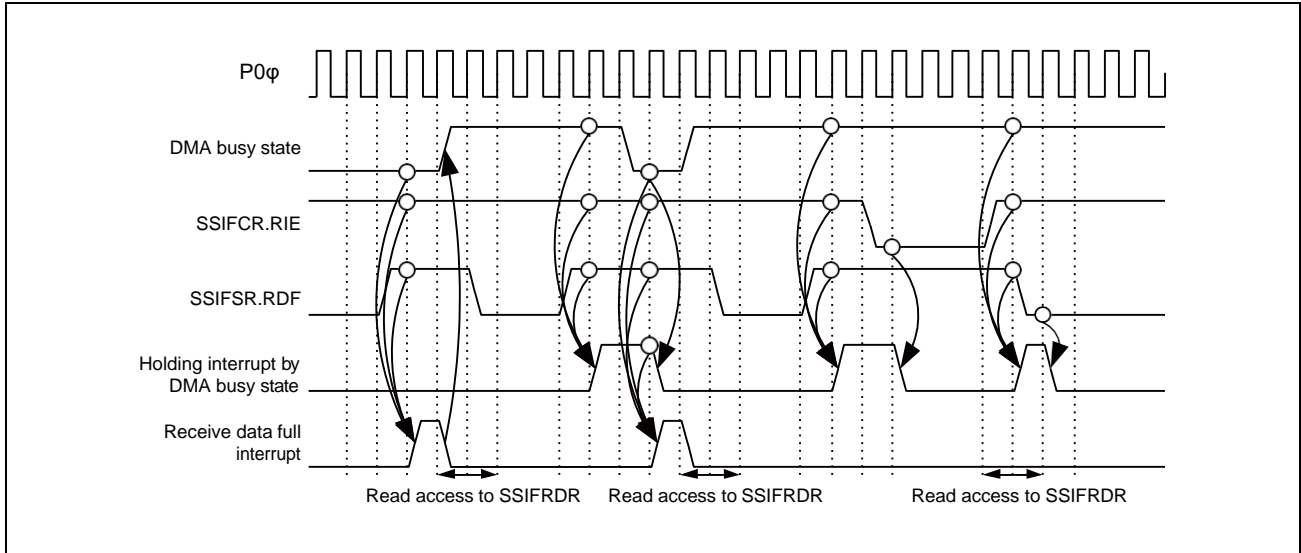 P0φ
DMA busy state
SSIFCR.RIE
SSIFSR.RDF
Holding interrupt by
DMA busy state
Receive data full
interrupt
Read access to SSIFRDR
Read access to SSIFRDR
Read access to SSIFRDR